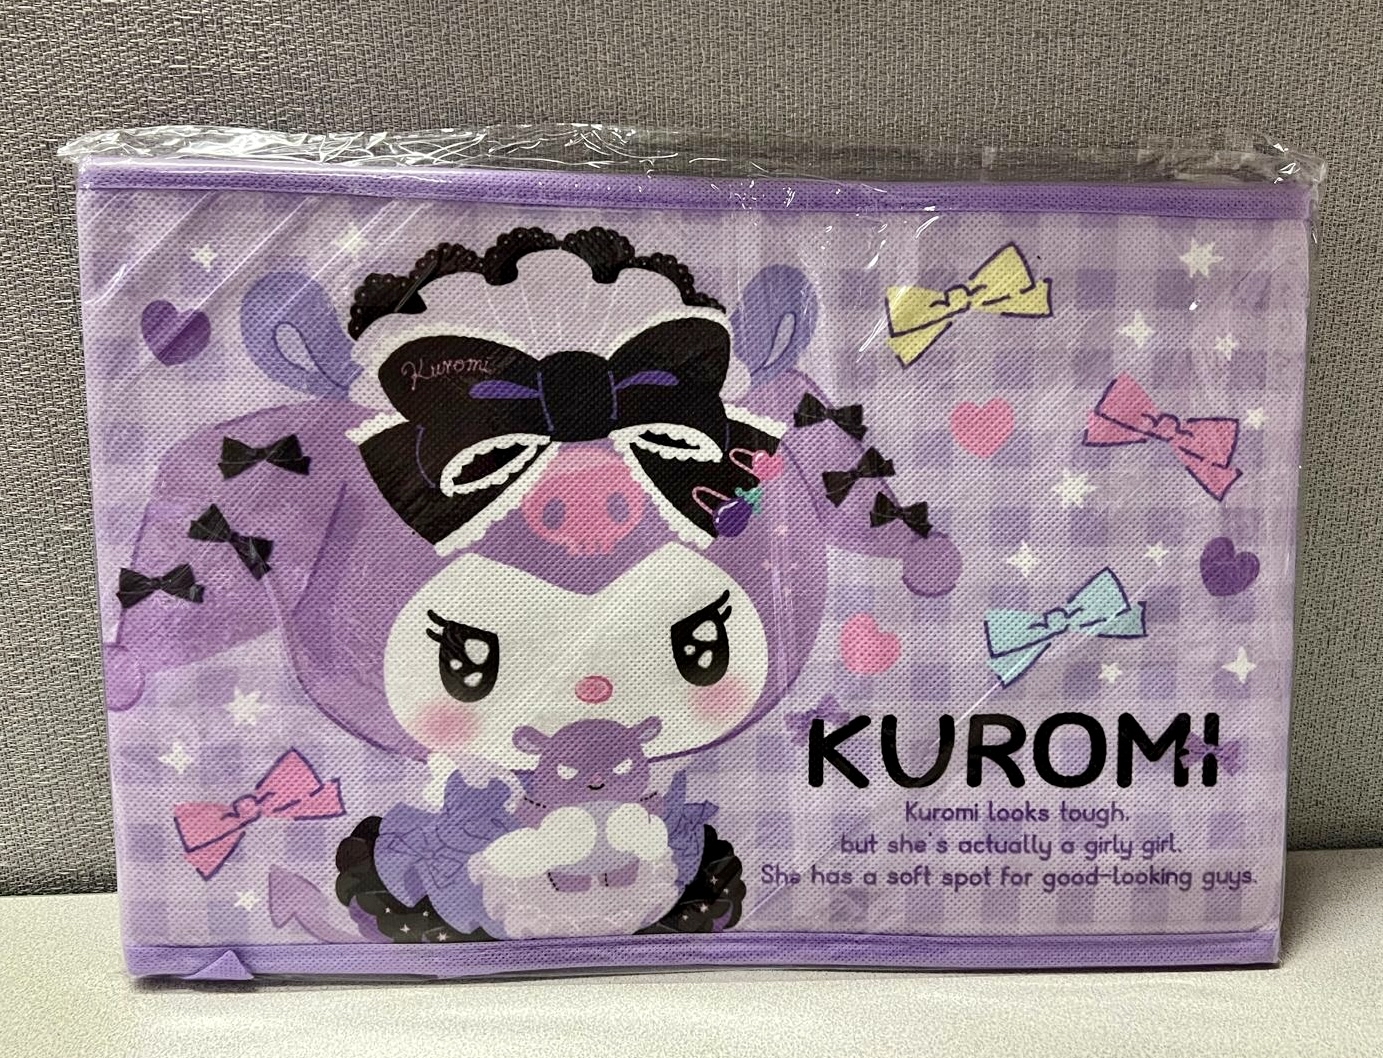 Kuromi
KUROMI
Kuromi looks tough.
but she's actually a girly girl.
She has a soft spot for good-looking guys.